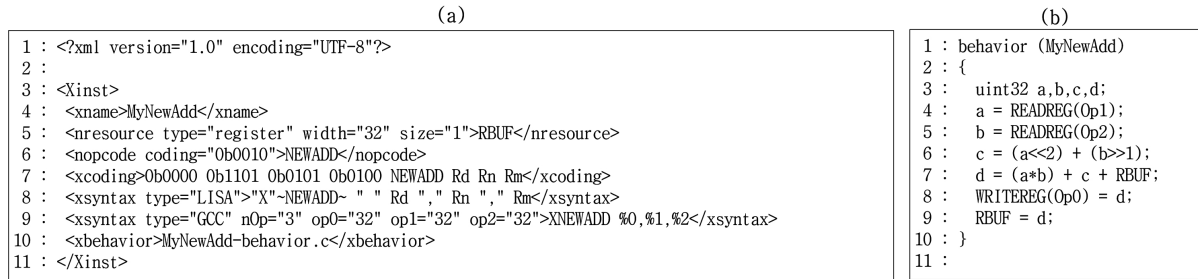 (a)
1 : <?xml version="1.0" encoding="UTF-8"?>
2 :
3 : <Xinst>
4 :  <xname>MyNewAdd</xname>
5 :  <nresource type="register" width="32" size="1">RBUF</nresource>
6 :  <nopcode coding="0b0010">NEWADD</nopcode>
7 :  <xcoding>0b0000 0b1101 0b0101 0b0100 NEWADD Rd Rn Rm</xcoding>
8 :  <xsyntax type="LISA">"X"~NEWADD~ " " Rd "," Rn "," Rm</xsyntax>
9 :  <xsyntax type="GCC" nOp="3" op0="32" op1="32" op2="32">XNEWADD %0,%1,%2</xsyntax>
10 :  <xbehavior>MyNewAdd-behavior.c</xbehavior>
11 : </Xinst>
(b)
1 : behavior (MyNewAdd)
2 : {
3 :   uint32 a,b,c,d;
4 :   a = READREG(Op1);
5 :   b = READREG(Op2);
6 :   c = (a<<2) + (b>>1);
7 :   d = (a*b) + c + RBUF;
8 :   WRITEREG(Op0) = d;
9 :   RBUF = d;
10 : }
11 :